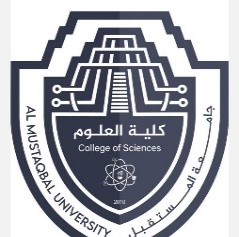 كلية العلوم
College of Sciences
AL MUSTAQBAL UNIVERSITY
جامعة المستقبل